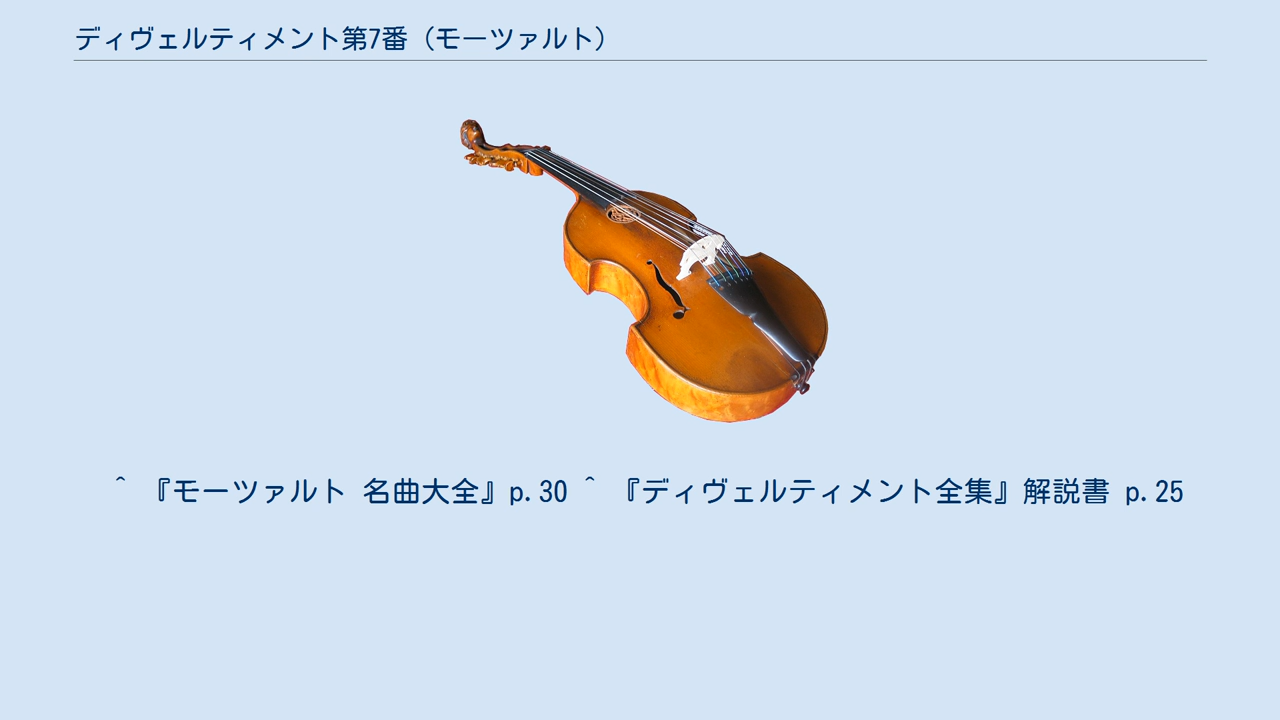 ディヴェルティメント第7番（モーツァルト）
^ 『モーツァルト 名曲大全』p.30 ^ 『ディヴェルティメント全集』解説書 p.25